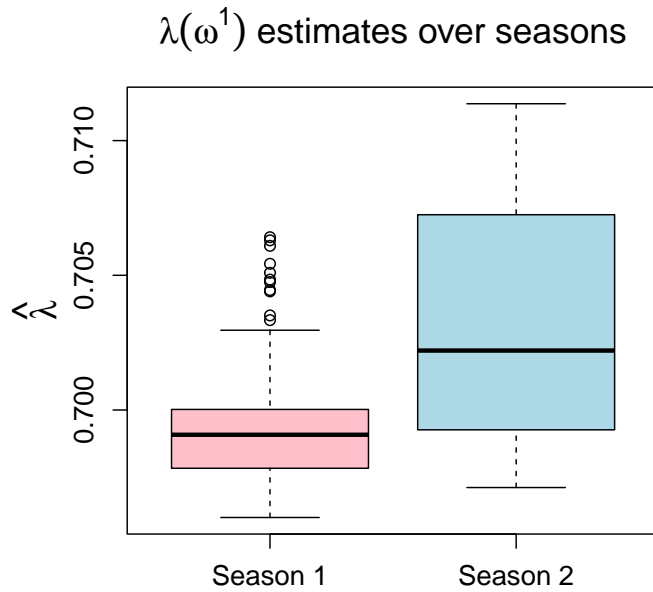 λ(ω¹) estimates over seasons
0.710
0.705
0.700
λ̂
Season 1
Season 2